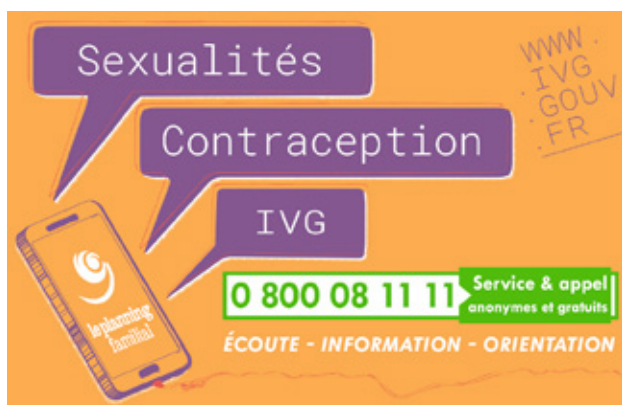 Sexualités
WWW.
.IVG
.GOUV
.FR
Contraception
IVG
le planning
familial
0 800 08 11 11
Service & appel
anonymes et gratuits
ÉCOUTE - INFORMATION - ORIENTATION